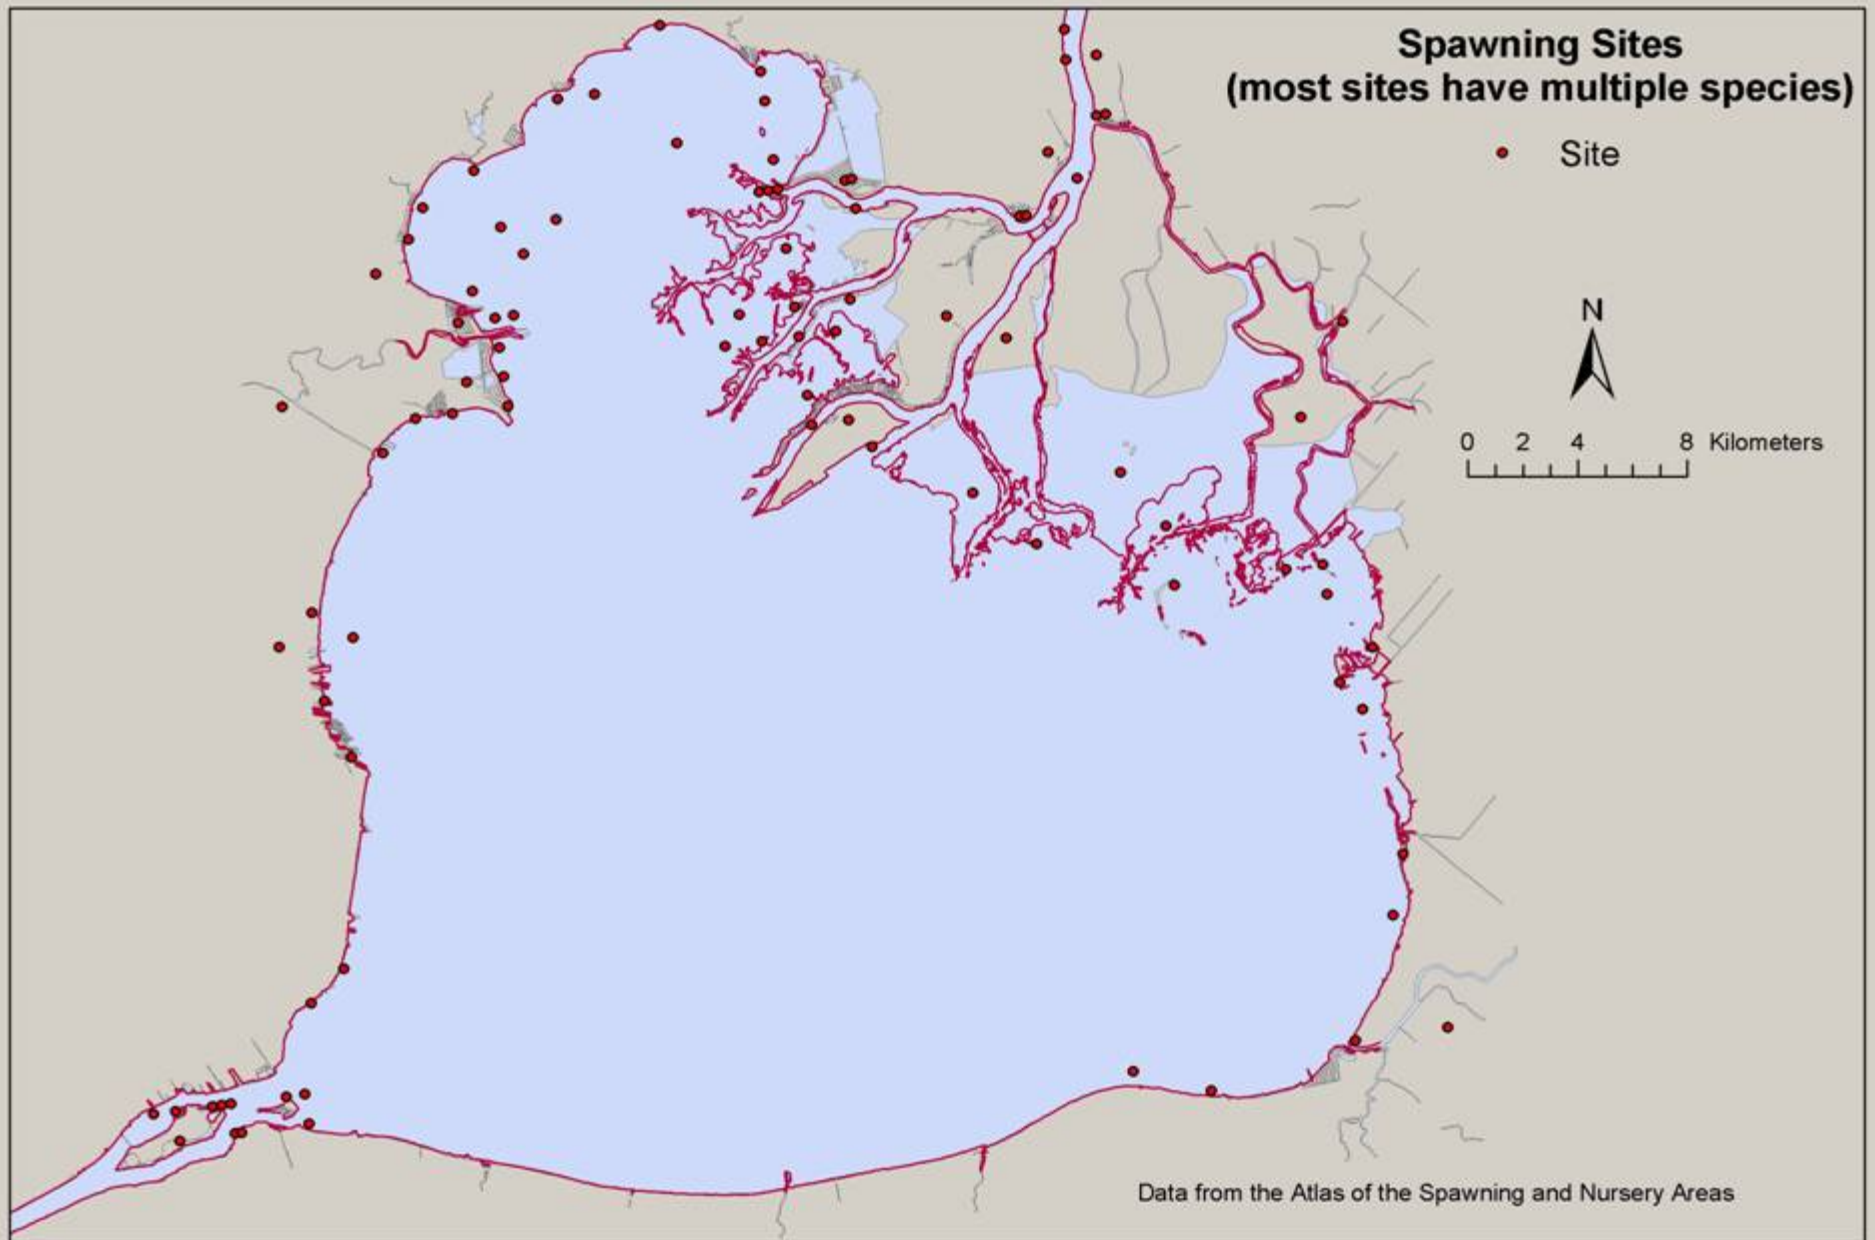 Spawning Sites
(most sites have multiple species)
Site
N
0 2 4 8 Kilometers
Data from the Atlas of the Spawning and Nursery Areas